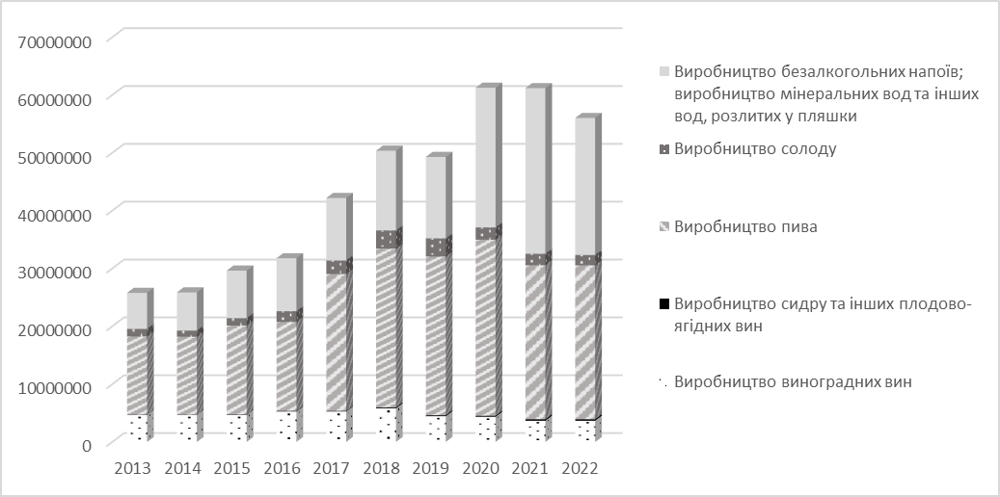 70000000
60000000
50000000
40000000
30000000
20000000
10000000
0
2013 2014 2015 2016 2017 2018 2019 2020 2021 2022
Виробництво безалкогольних напоїв;
виробництво мінеральних вод та інших
вод, розлитих у пляшки
Виробництво солоду
Виробництво пива
Виробництво сидру та інших плодово-
ягідних вин
Виробництво виноградних вин